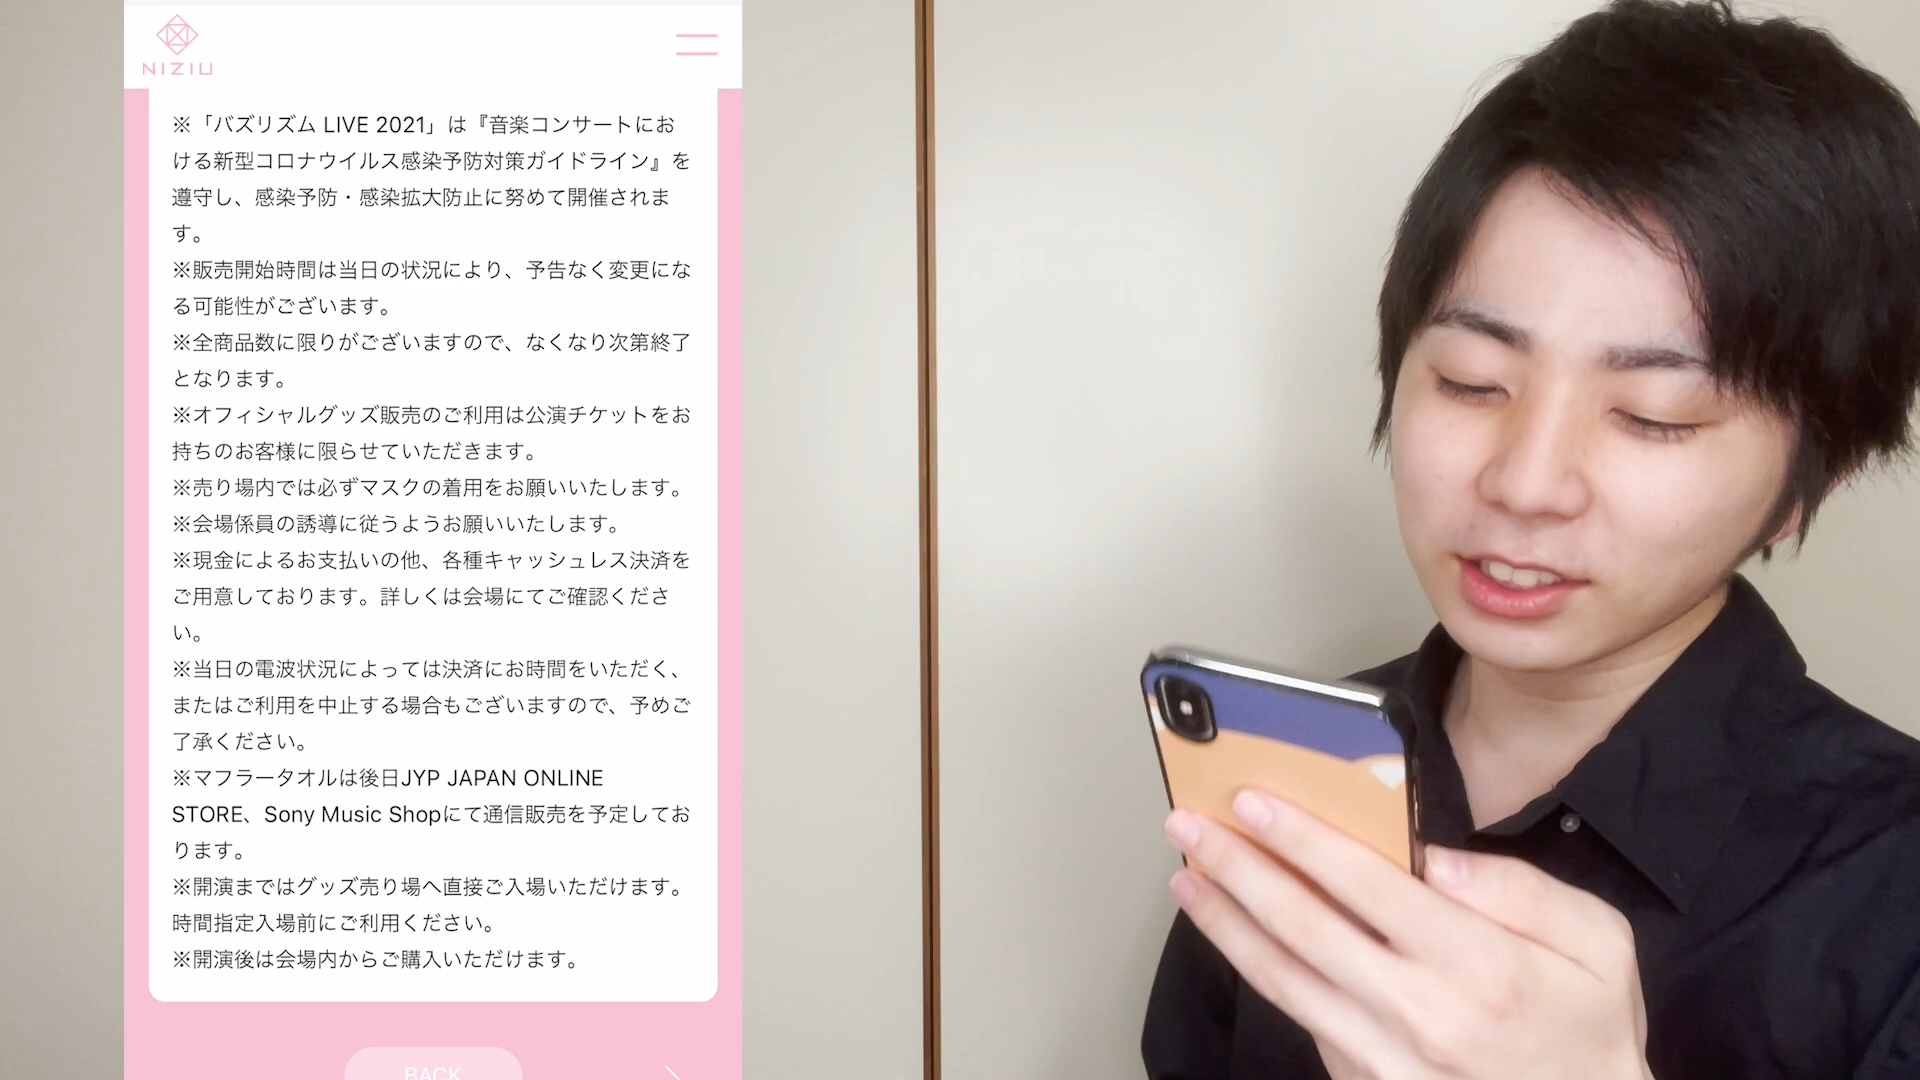 NIZIU
※「バズリズム LIVE 2021」は『音楽コンサートにお
ける新型コロナウイルス感染予防対策ガイドライン』を
遵守し、感染予防・感染拡大防止に努めて開催されま
す。
※販売開始時間は当日の状況により、予告なく変更にな
る可能性がございます。
※全商品数に限りがございますので、なくなり次第終了
となります。
※オフィシャルグッズ販売のご利用は公演チケットをお
持ちのお客様に限らせていただきます。
※売り場内では必ずマスクの着用をお願いいたします。
※会場係員の誘導に従うようお願いいたします。
※現金によるお支払いの他、各種キャッシュレス決済を
ご用意しております。詳しくは会場にてご確認くださ
い。
※当日の電波状況によっては決済にお時間をいただく、
またはご利用を中止する場合もございますので、予めご
了承ください。
※マフラータオルは後日JYP JAPAN ONLINE
STORE、Sony Music Shopにて通信販売を予定してお
ります。
※開演まではグッズ売り場へ直接ご入場いただけます。
時間指定入場前にご利用ください。
※開演後は会場内からご購入いただけます。
BACK